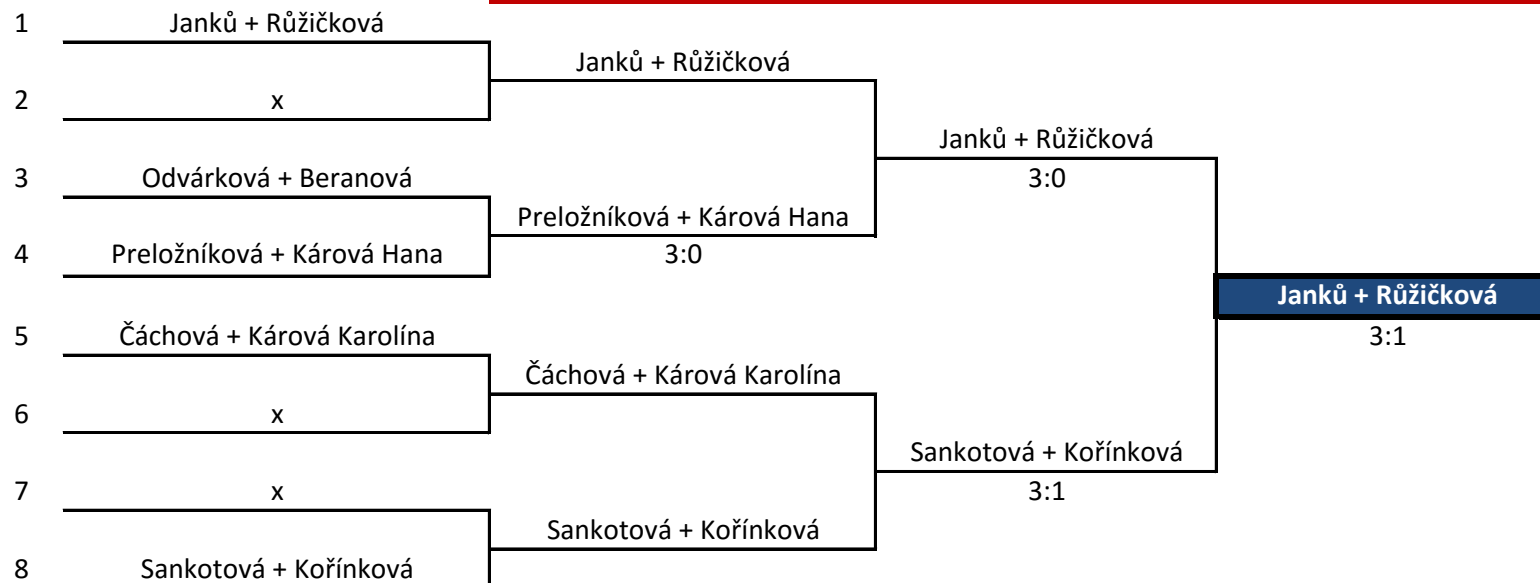 1 Janků + Růžičková
Janků + Růžičková
2 x
Janků + Růžičková
3 Odvárková + Beranová
3:0
Preložníková + Kárová Hana
4 Preložníková + Kárová Hana
3:0
Janků + Růžičková
5 Čáchová + Kárová Karolína
3:1
Čáchová + Kárová Karolína
6 x
Sankotová + Kořínková
7 x
3:1
Sankotová + Kořínková
8 Sankotová + Kořínková